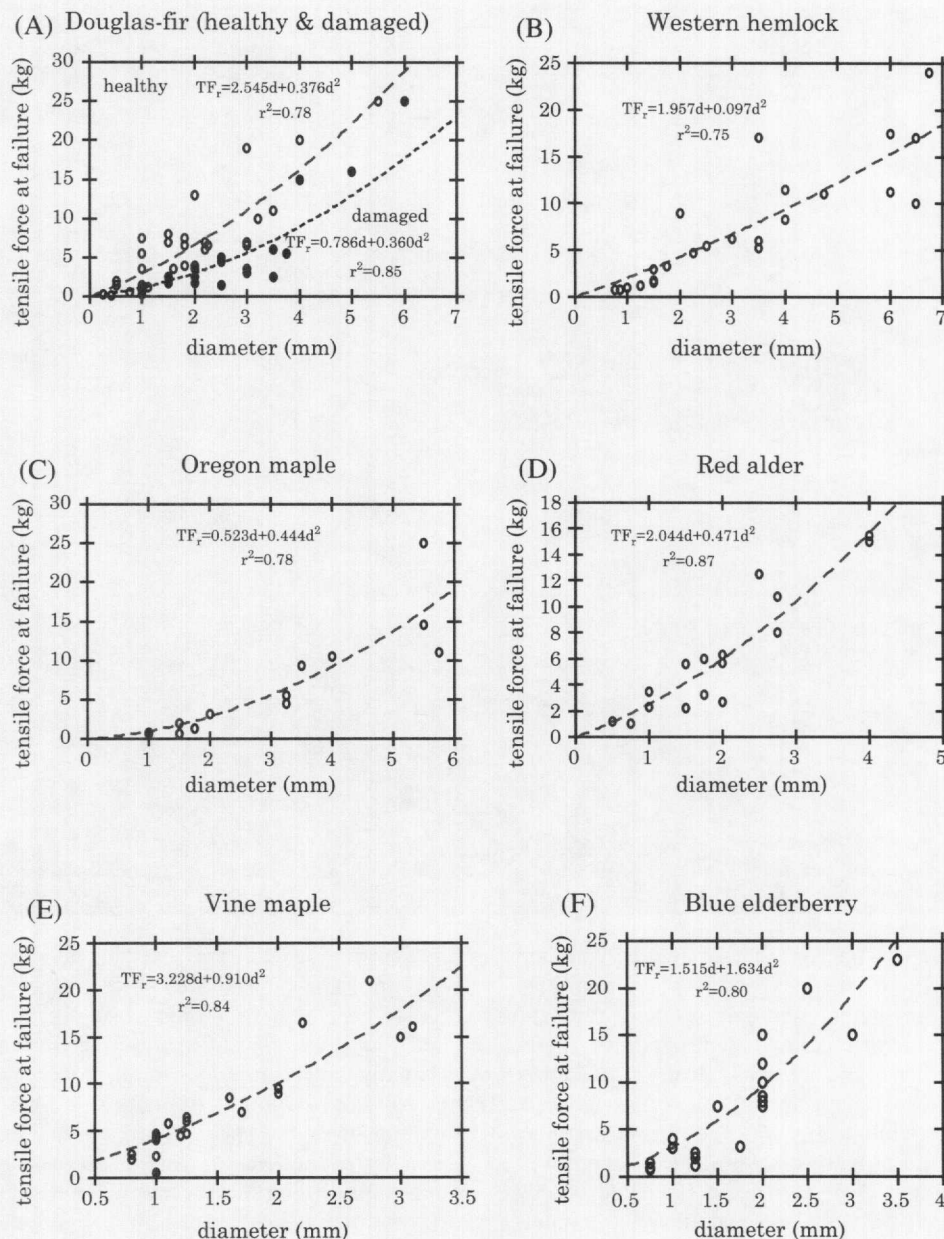 (A) Douglas-fir (healthy & damaged)
tensile force at failure (kg)
30
25
20
15
10
5
0
healthy
TFr=2.545d+0.376d²
r²=0.78
damaged
TFr=0.786d+0.360d²
r²=0.85
0 1 2 3 4 5 6 7
diameter (mm)
(B) Western hemlock
tensile force at failure (kg)
25
20
15
10
5
0
TFr=1.957d+0.097d²
r²=0.75
0 1 2 3 4 5 6 7
diameter (mm)
(C) Oregon maple
tensile force at failure (kg)
30
25
20
15
10
5
0
TFr=0.523d+0.444d²
r²=0.78
0 1 2 3 4 5 6
diameter (mm)
(D) Red alder
tensile force at failure (kg)
18
16
14
12
10
8
6
4
2
0
TFr=2.044d+0.471d²
r²=0.87
0 1 2 3 4 5
diameter (mm)
(E) Vine maple
tensile force at failure (kg)
25
20
15
10
5
0
TFr=3.228d+0.910d²
r²=0.84
0.5 1 1.5 2 2.5 3 3.5
diameter (mm)
(F) Blue elderberry
tensile force at failure (kg)
25
20
15
10
5
0
TFr=1.515d+1.634d²
r²=0.80
0.5 1 1.5 2 2.5 3 3.5 4
diameter (mm)